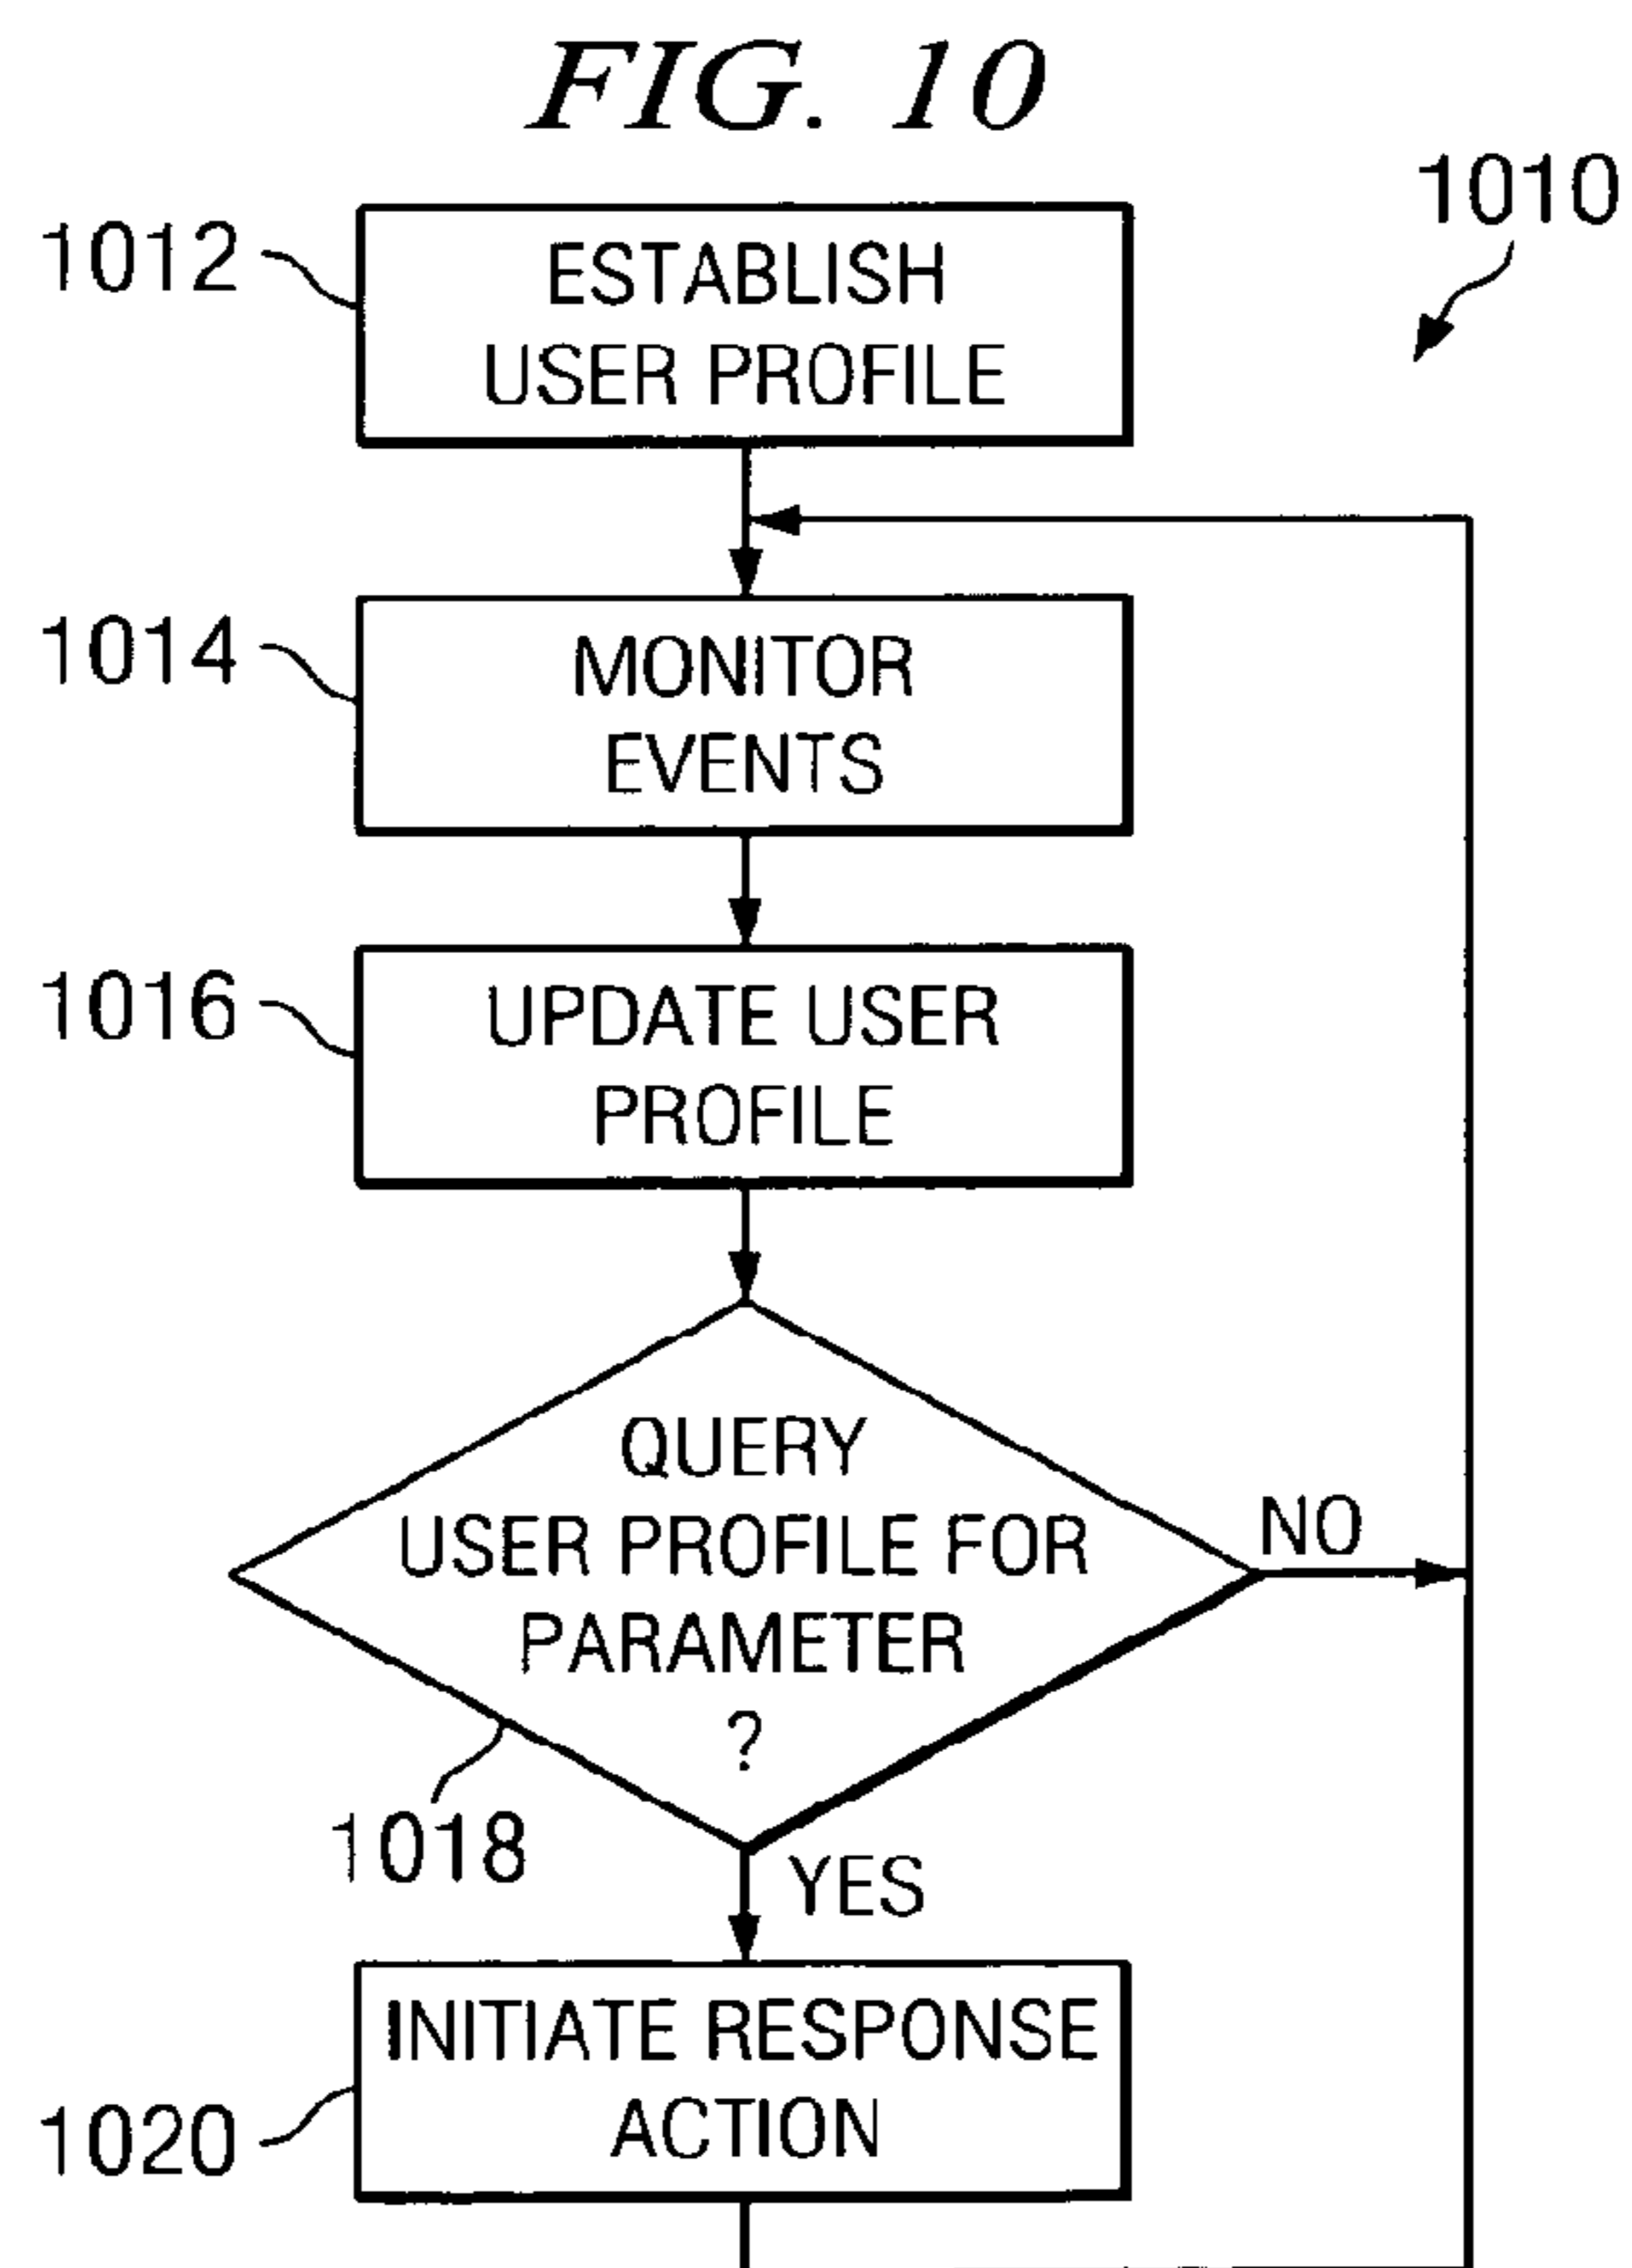 FIG. 10
1010
1012
ESTABLISH
USER PROFILE
1014
MONITOR
EVENTS
1016
UPDATE USER
PROFILE
QUERY
USER PROFILE FOR
PARAMETER
?
NO
1018
YES
INITIATE RESPONSE
ACTION
1020